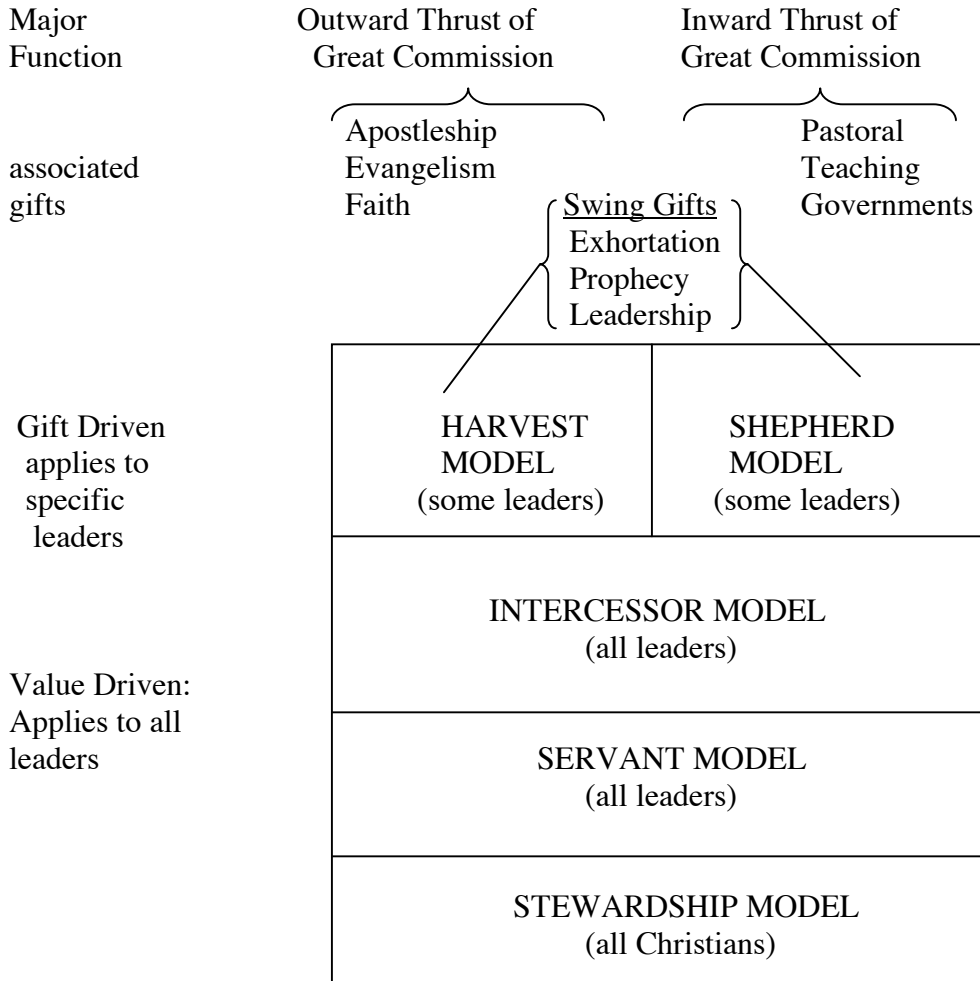 Major Outward Thrust of Inward Thrust of
Function Great Commission Great Commission
Apostleship Pastoral
associated Evangelism Teaching
gifts Faith Swing Gifts Governments
Exhortation
Prophecy
Leadership
Gift Driven HARVEST SHEPHERD
applies to MODEL MODEL
specific (some leaders) (some leaders)
leaders
INTERCESSOR MODEL
(all leaders)
Value Driven:
Applies to all
leaders SERVANT MODEL
(all leaders)
STEWARDSHIP MODEL
(all Christians)